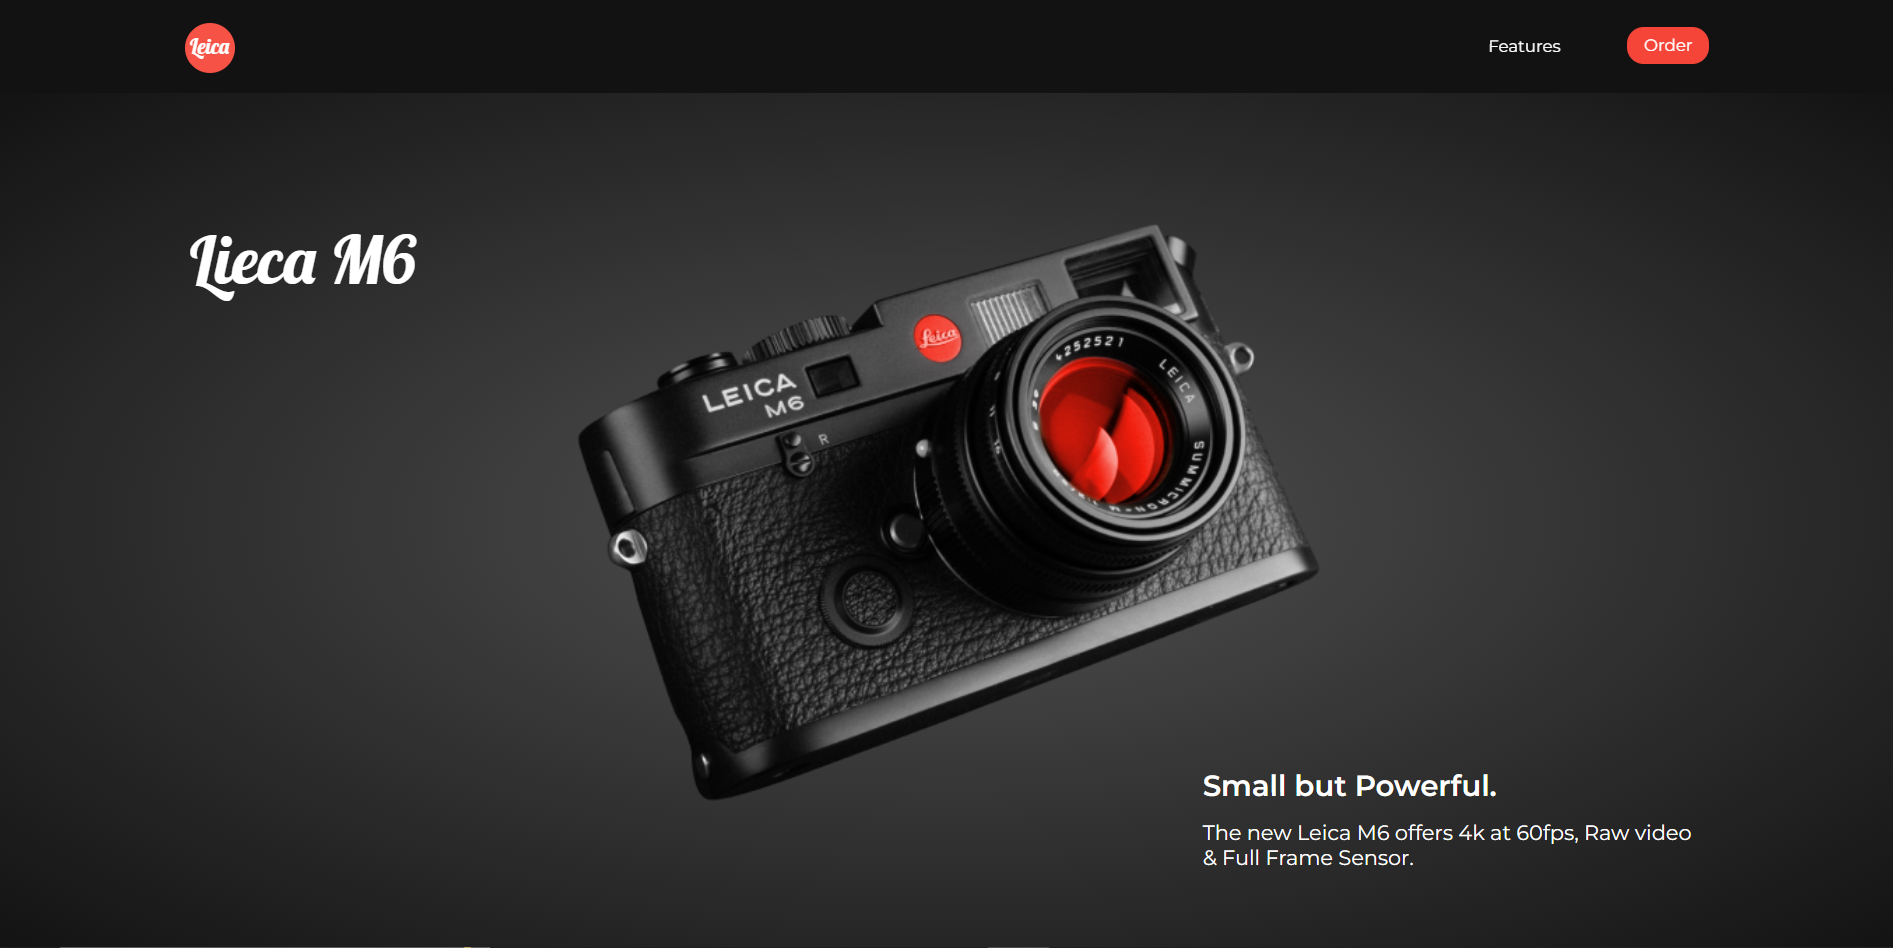 Leica
Features
Order
Lieca M6
Leica
LEICA
M6
R
4252521
LEICA
SUMMICRON-M
Small but Powerful.
The new Leica M6 offers 4k at 60fps, Raw video
& Full Frame Sensor.